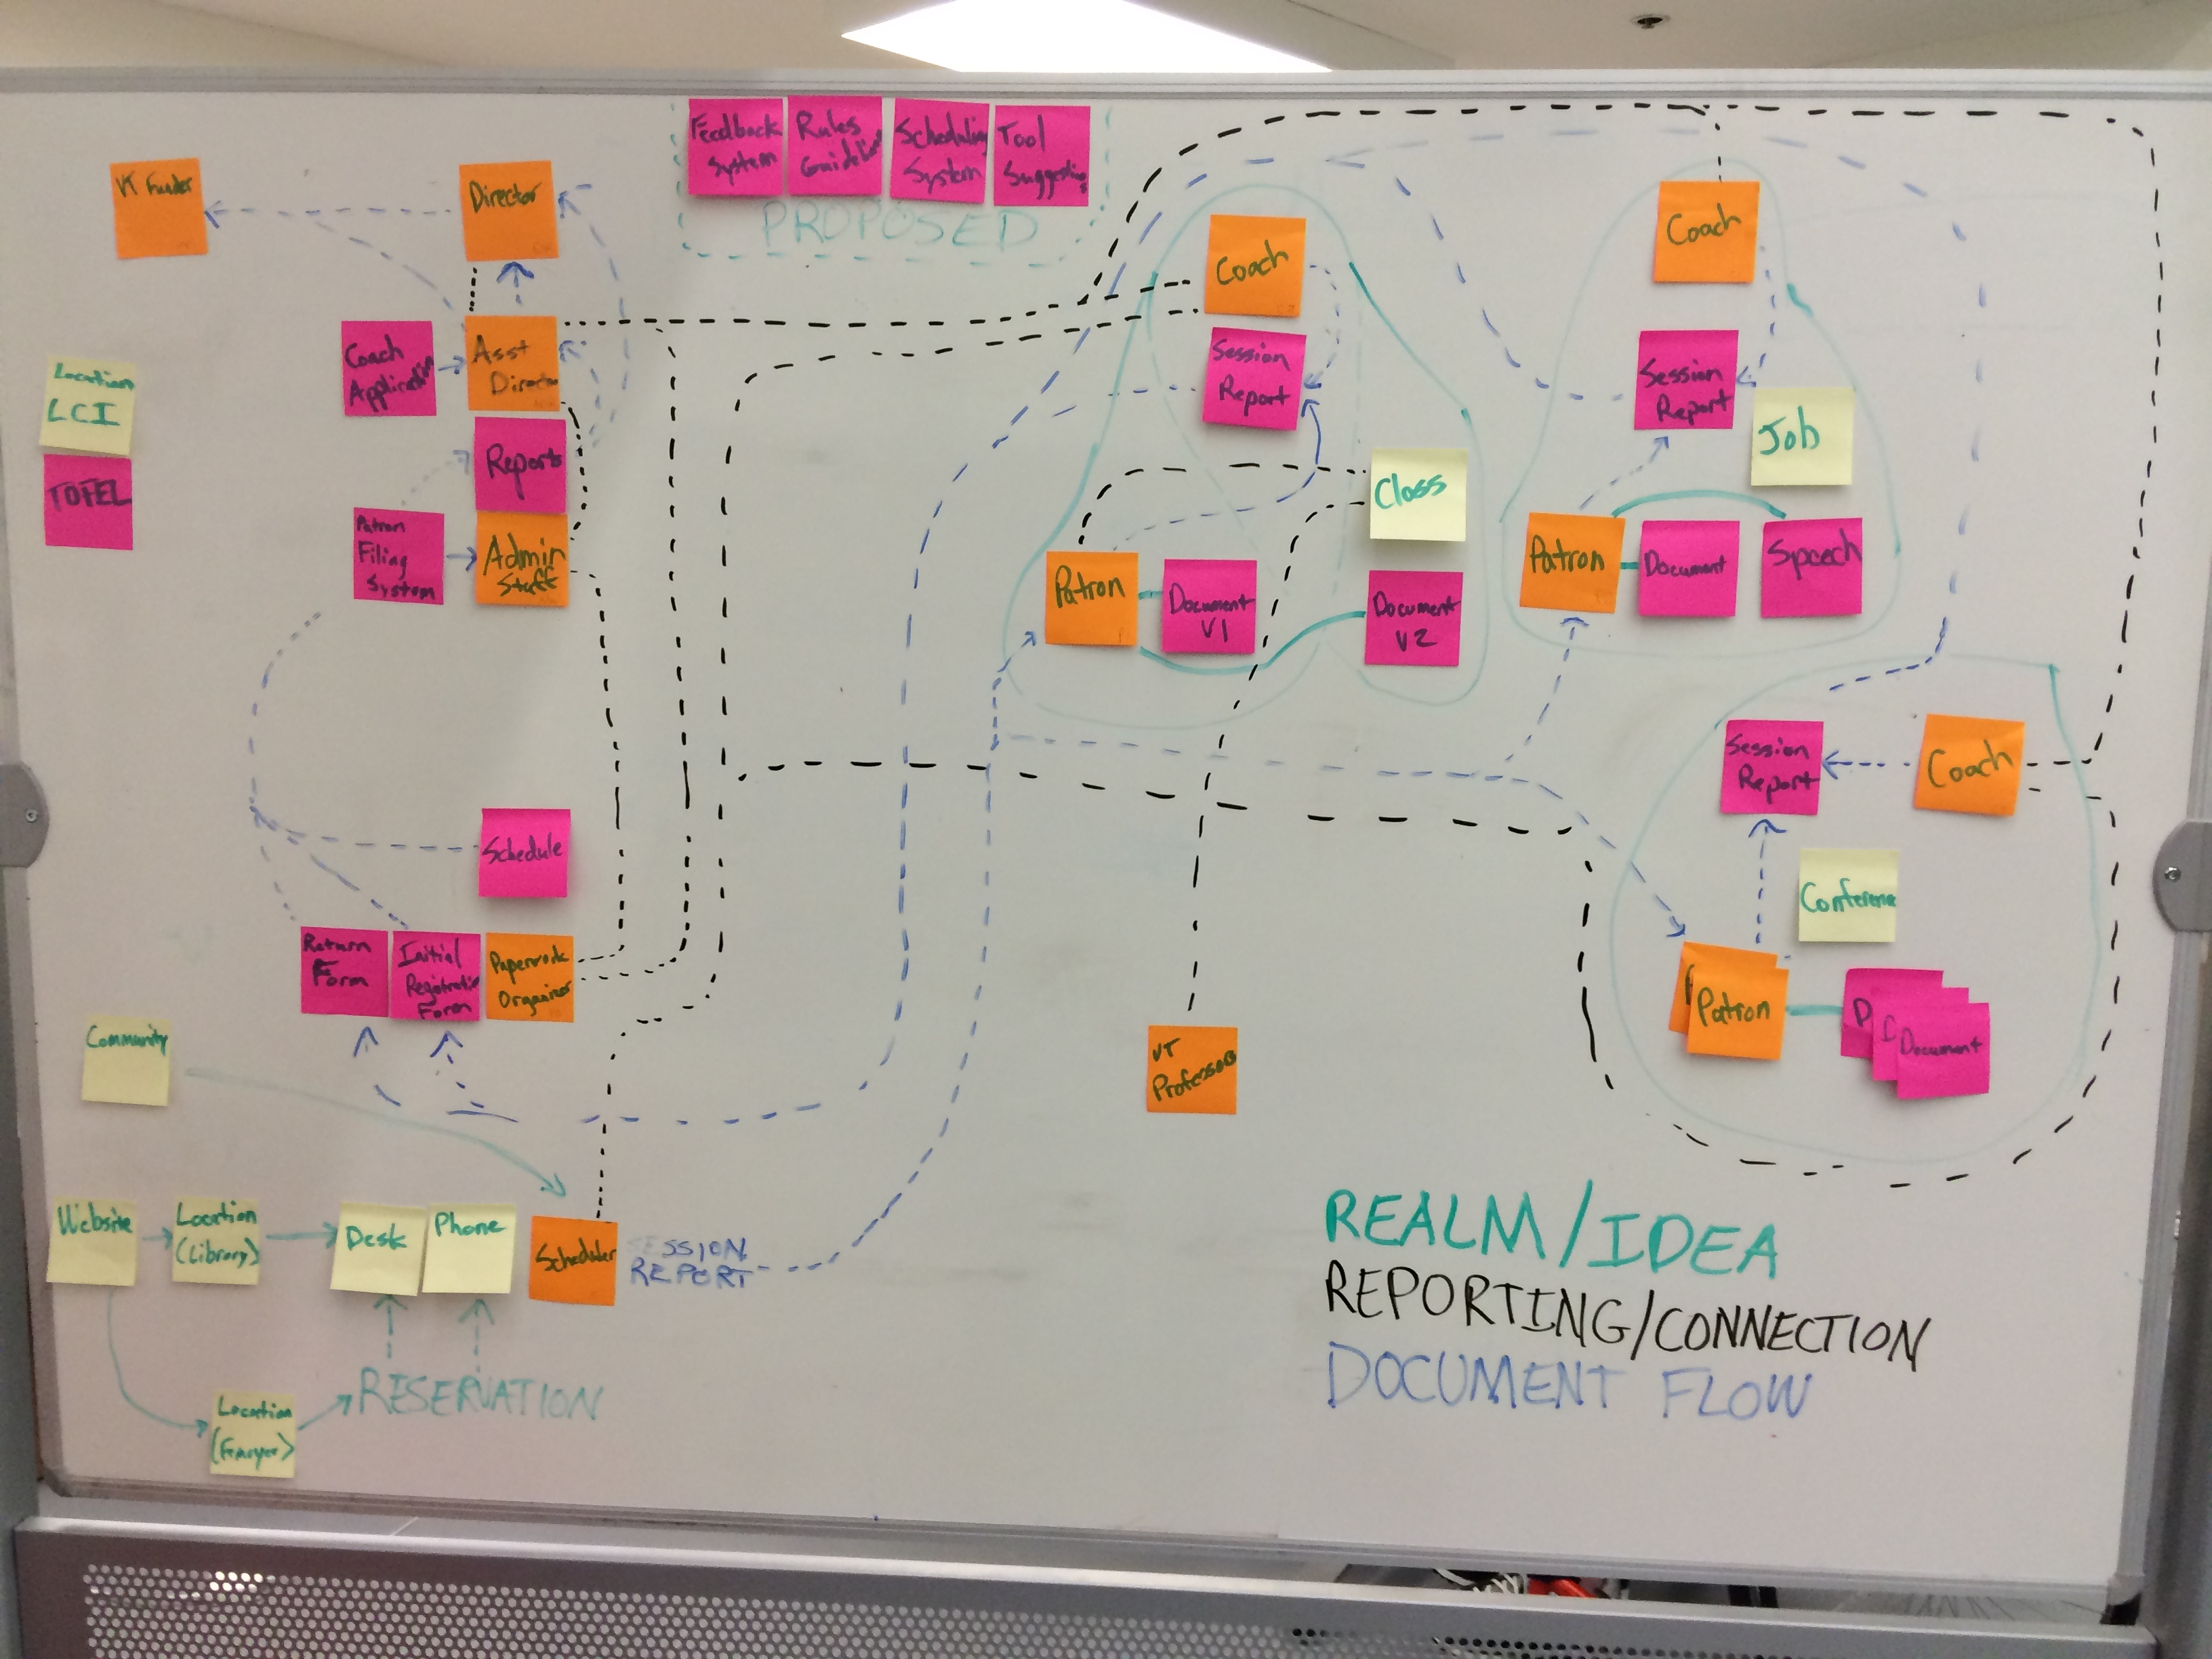 Feedback
System
Rules
Guidelines
Scheduling
System
Tool
Suggestions
PROPOSED
VT Funder
Director
Coach
Application
Asst
Director
Reports
Location
LCI
TOFEL
Patron
Filing
System
Admin
Staff
Coach
Session
Report
Class
Patron
Document
V1
Document
V2
Coach
Session
Report
Job
Patron
Document
Speech
Session
Report
Coach
Conference
Patron
D
Document
Schedule
Return
Form
Initial
Registration
Form
Paperwork
Organizer
VT
Professor
Community
Website
Location
(Library)
Desk
Phone
Scheduler
SESSION
REPORT
RESERVATION
Location
REALM/IDEA
REPORTING/CONNECTION
DOCUMENT FLOW